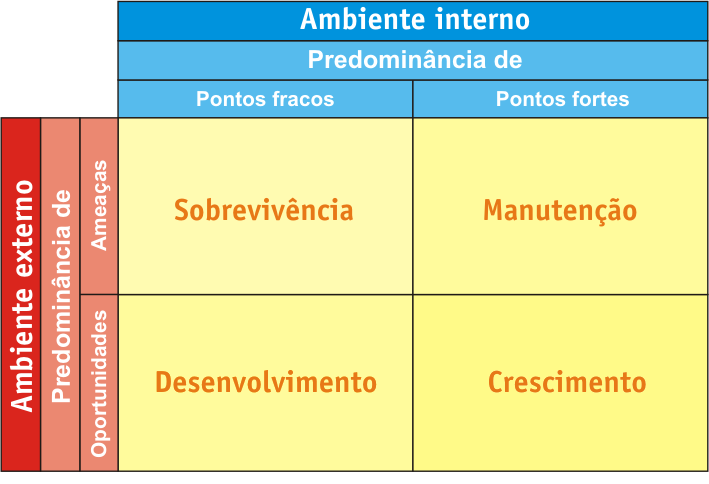 Ambiente interno
Predominância de
Pontos fracos
Pontos fortes
Ambiente externo
Predominância de
Ameaças
Sobrevivência
Manutenção
Oportunidades
Desenvolvimento
Crescimento